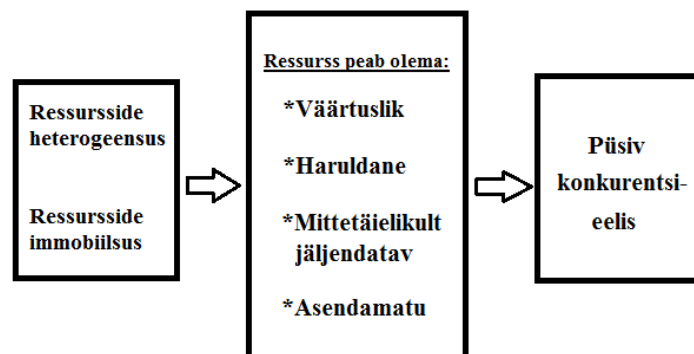 Ressursside
heterogeensus
Ressursside
immobiilsus
Ressurss peab olema:
*Väärtuslik
*Haruldane
*Mittetäielikult
jäljendatav
*Asendamatu
Püsiv
konkurentsi-
eelis